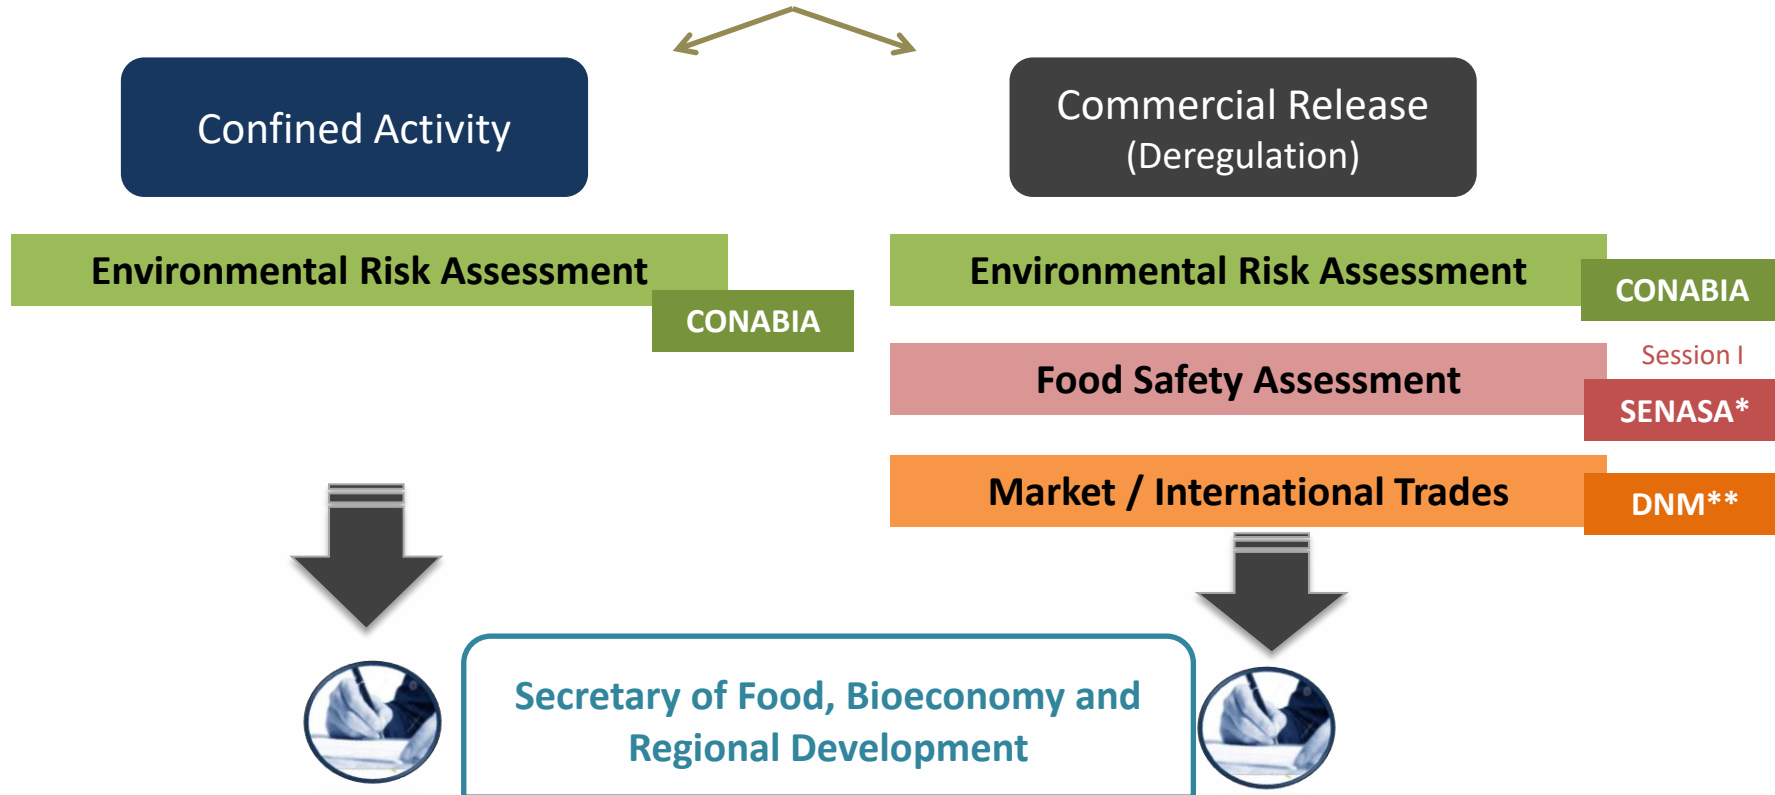 Confined Activity
Commercial Release
(Deregulation)
Environmental Risk Assessment
CONABIA
Environmental Risk Assessment
CONABIA
Session I
Food Safety Assessment
SENASA*
Market / International Trades
DNM**
Secretary of Food, Bioeconomy and
Regional Development